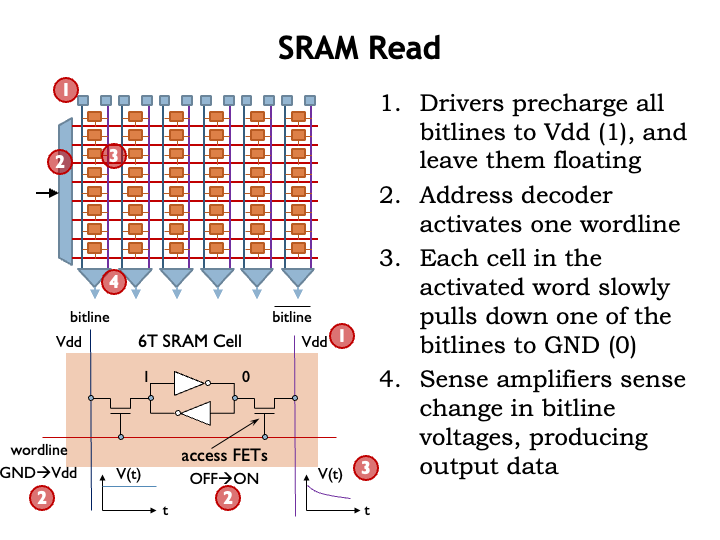 SRAM Read
1
2
3
4
1. Drivers precharge all
bitlines to Vdd (1), and
leave them floating
2. Address decoder
activates one wordline
3. Each cell in the
activated word slowly
pulls down one of the
bitlines to GND (0)
4. Sense amplifiers sense
change in bitline
voltages, producing
output data
bitline
bitline
Vdd
6T SRAM Cell
Vdd
1
1
0
wordline
GND→Vdd
2
access FETs
OFF→ON
2
V(t)
t
V(t)
3
t